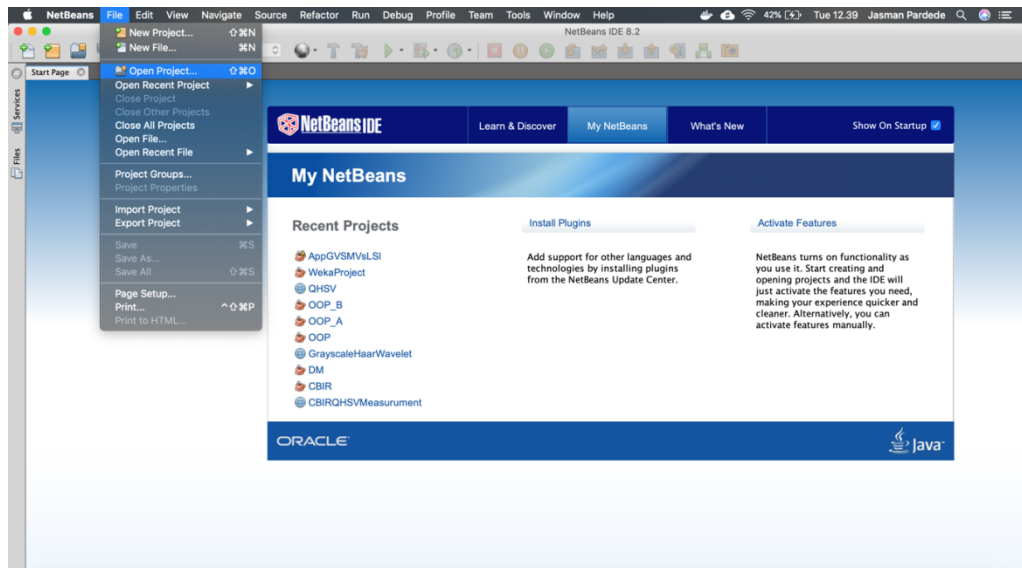 NetBeans File Edit View Navigate Source Refactor Run Debug Profile Team Tools Window Help 42% Tue 12.39 Jasman Pardede
NetBeans IDE 8.2
New Project... ⇧⌘N
New File... ⌘N
Open Project... ⇧⌘O
Open Recent Project
Close Project
Close Other Projects
Close All Projects
Open File...
Open Recent File
Project Groups...
Project Properties
Import Project
Export Project
Save ⌘S
Save As...
Save All ⇧⌘S
Page Setup...
Print... ^⇧⌘P
Print to HTML...
Start Page
Services
Files
NetBeans IDE
Learn & Discover My NetBeans What's New Show On Startup
My NetBeans
Recent Projects
AppGVSMVsLSI
WekaProject
QHSV
OOP_B
OOP_A
OOP
GrayscaleHaarWavelet
DM
CBIR
CBIRQHSVMeasurument
Install Plugins
Add support for other languages and
technologies by installing plugins
from the NetBeans Update Center.
Activate Features
NetBeans turns on functionality as
you use it. Start creating and
opening projects and the IDE will
just activate the features you need,
making your experience quicker and
cleaner. Alternatively, you can
activate features manually.
ORACLE
Java